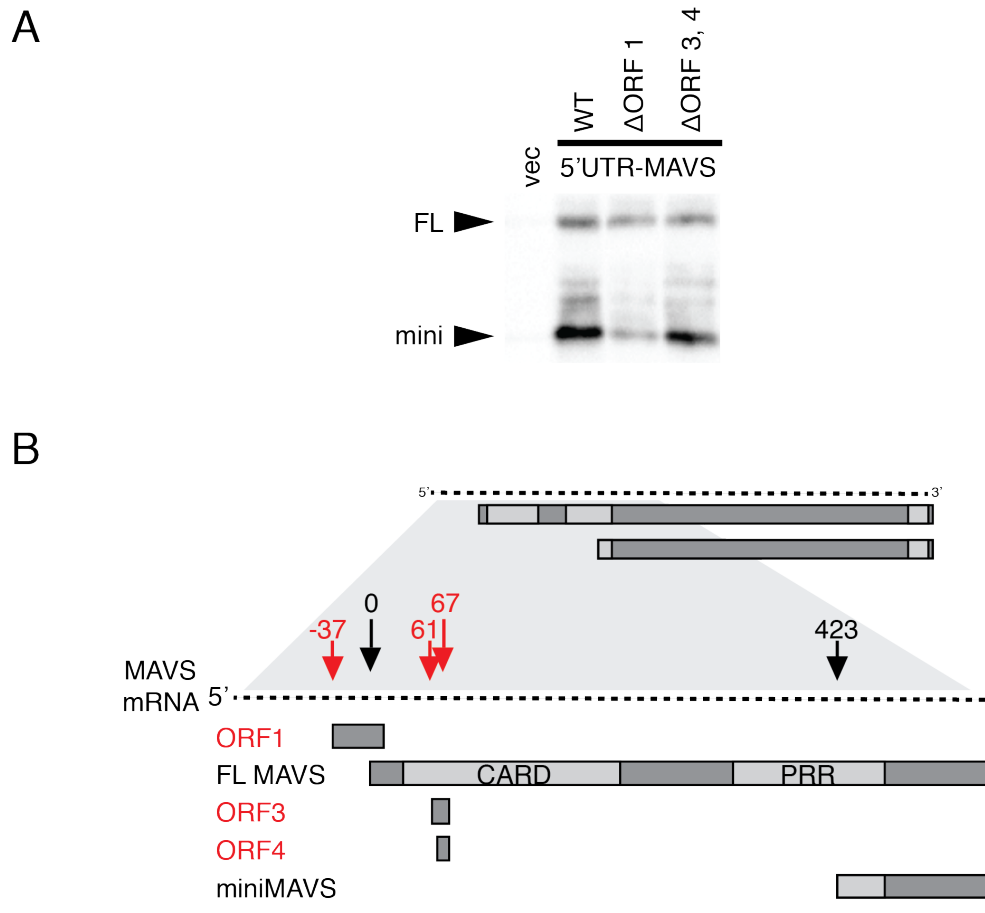 A
WT
ΔORF 1
ΔORF 3, 4
vec
5'UTR-MAVS
FL
mini
B
5' 3'
0 67
-37 61 423
MAVS
mRNA 5'
ORF1
FL MAVS CARD PRR
ORF3
ORF4
miniMAVS